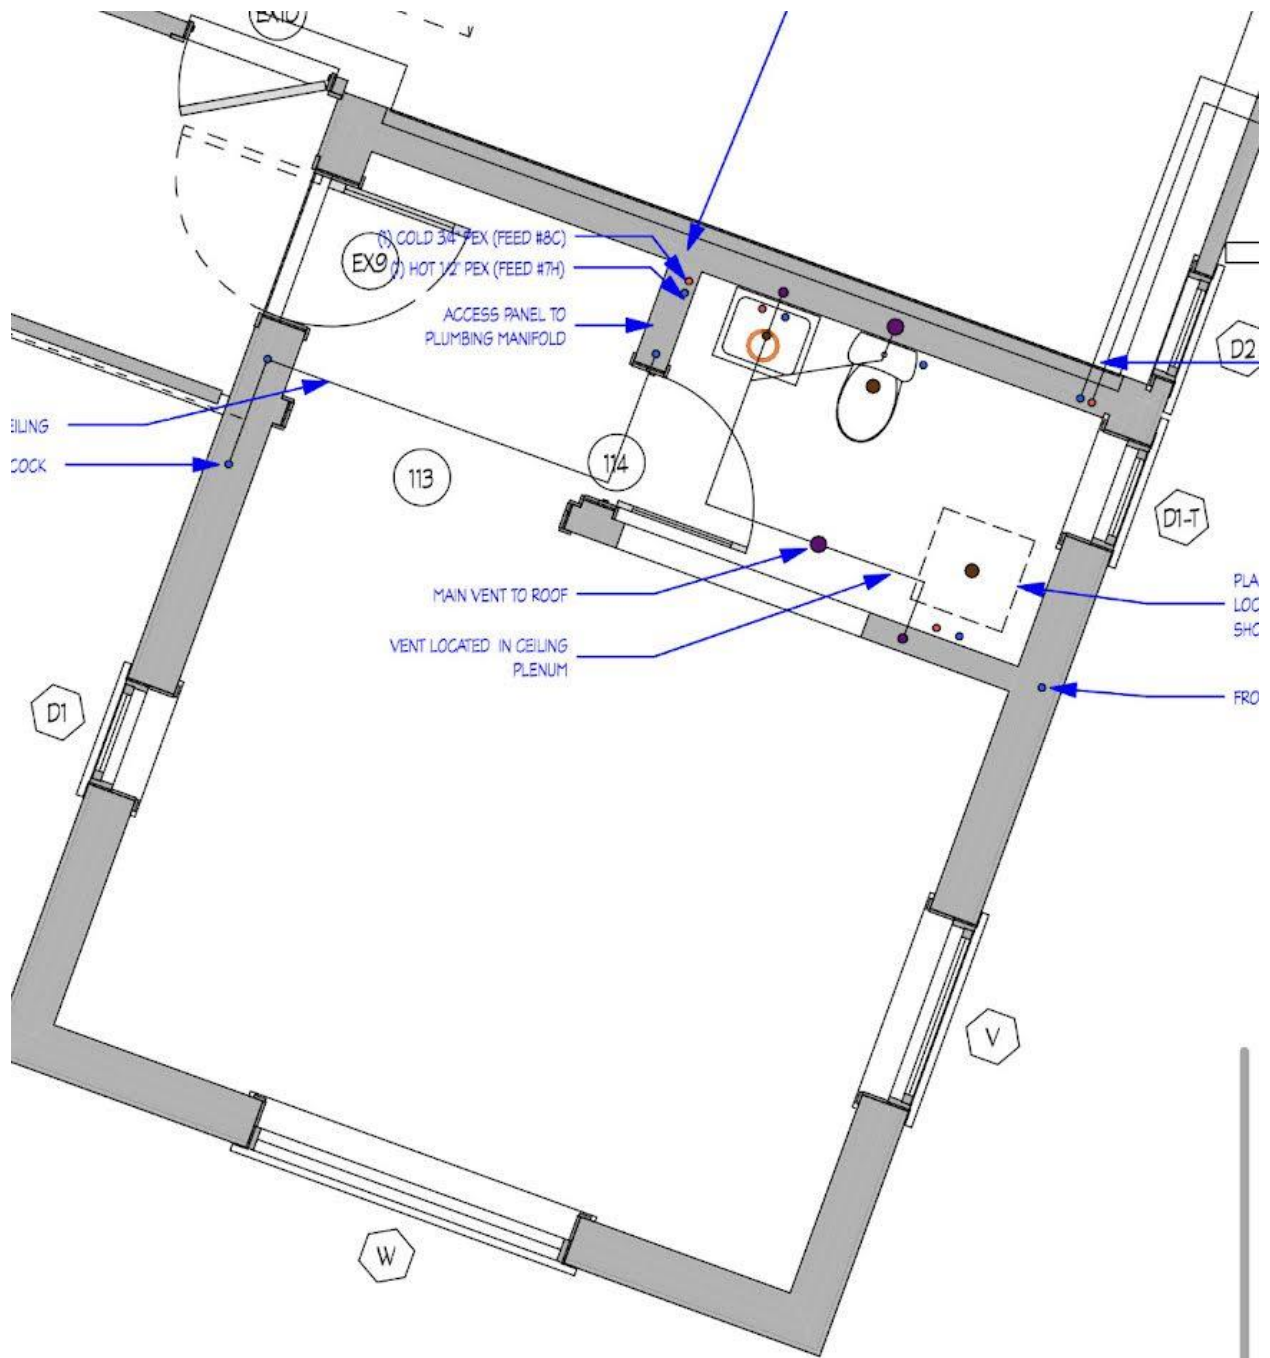 EX10
(1) COLD 3/4" PEX (FEED #8C)
EX9
(1) HOT 1/2" PEX (FEED #7H)
ACCESS PANEL TO
PLUMBING MANIFOLD
D2
EILING
COCK
113
114
D1-T
MAIN VENT TO ROOF
PLA
LOC
SHO
VENT LOCATED IN CEILING
PLENUM
D1
FRO
V
W